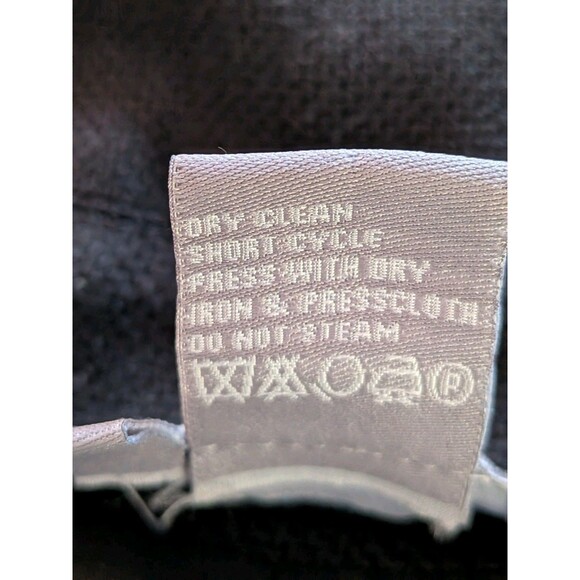 DRY CLEAN
SHORT CYCLE
PRESS WITH DRY
IRON & PRESSCLOTH
DO NOT STEAM
P